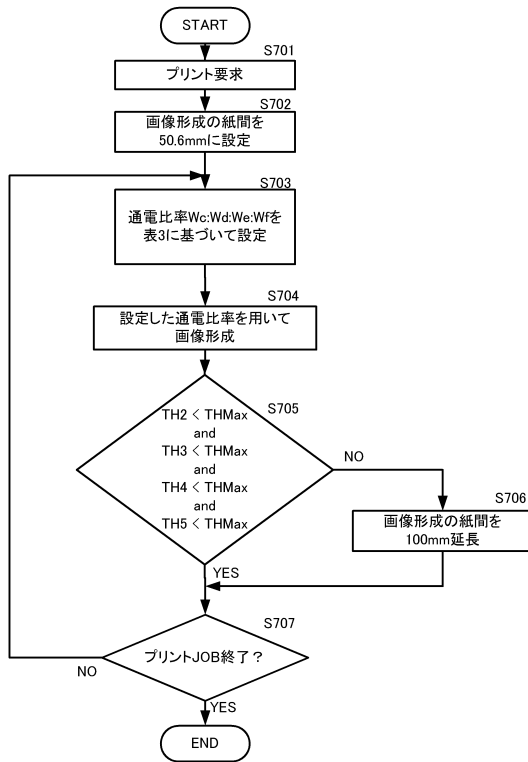 START
S701
プリント要求
S702
画像形成の紙間を
50.6mmに設定
S703
通電比率Wc:Wd:We:Wfを
表3に基づいて設定
S704
設定した通電比率を用いて
画像形成
S705
TH2 < THMax
and
TH3 < THMax
and
TH4 < THMax
and
TH5 < THMax
NO
S706
画像形成の紙間を
100mm延長
YES
S707
プリントJOB終了?
NO
YES
END